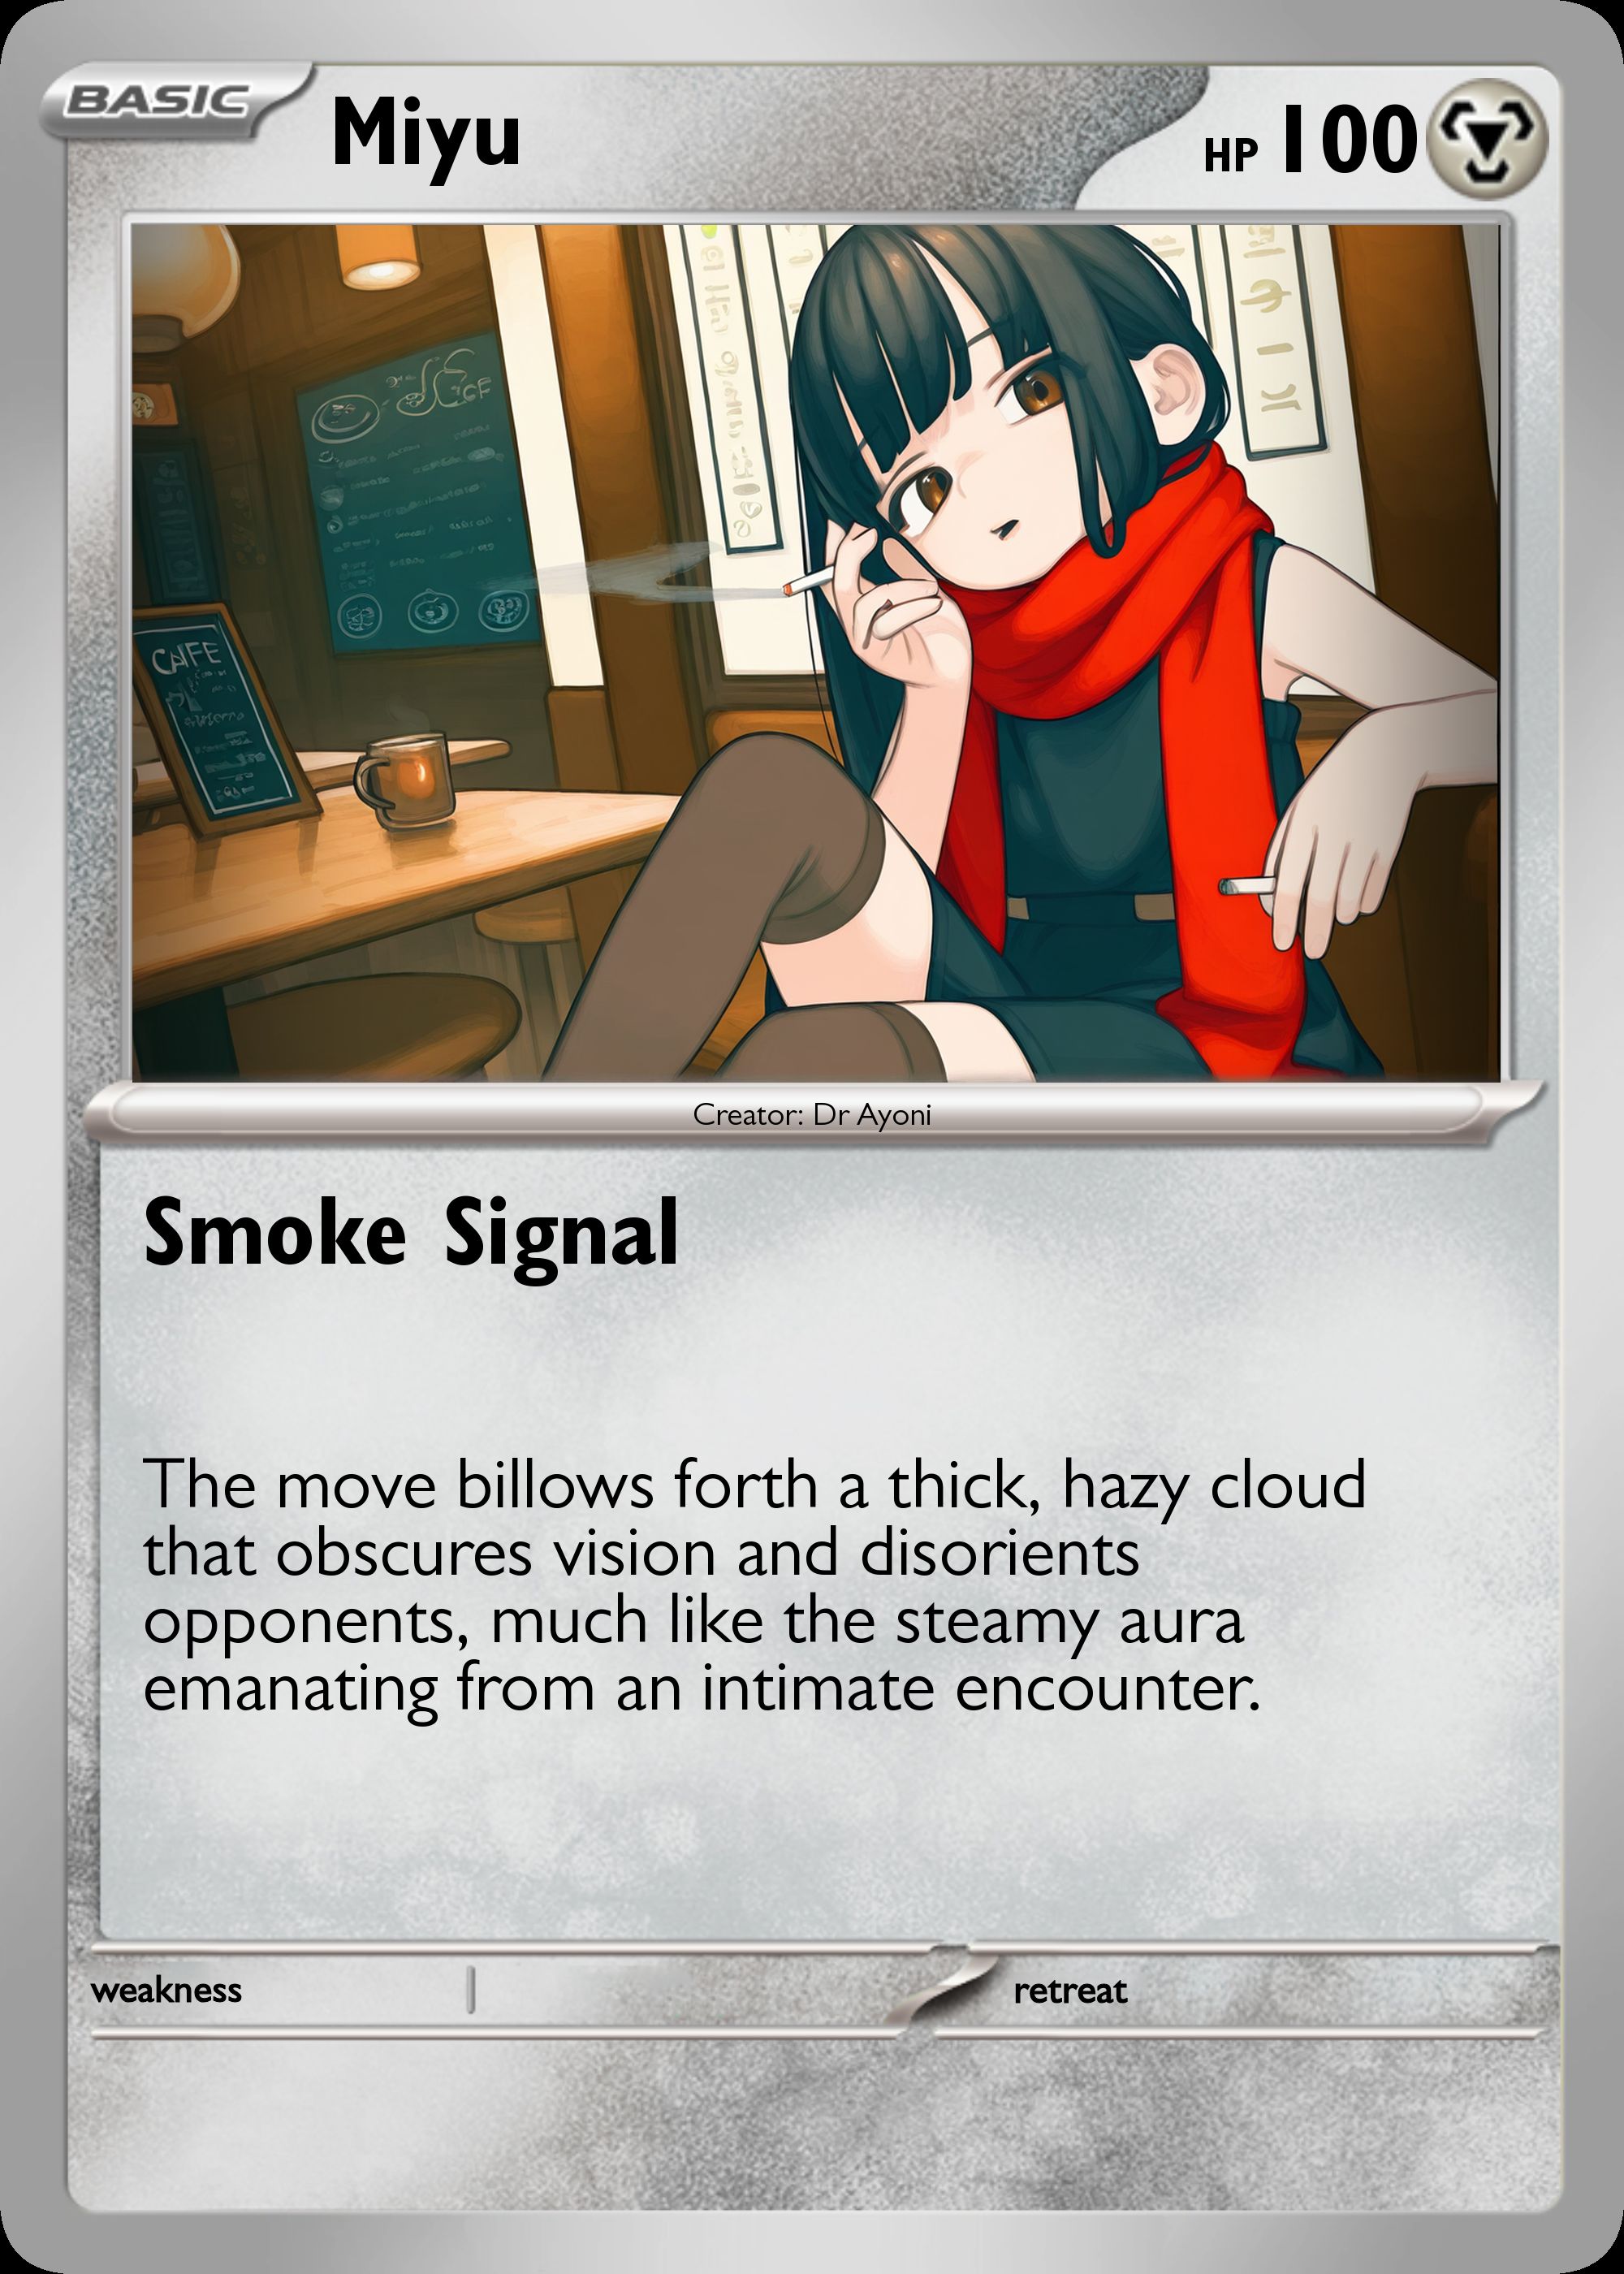 BASIC
Miyu
HP 100
CAFE
Creator: Dr Ayoni
Smoke Signal
The move billows forth a thick, hazy cloud
that obscures vision and disorients
opponents, much like the steamy aura
emanating from an intimate encounter.
weakness
retreat